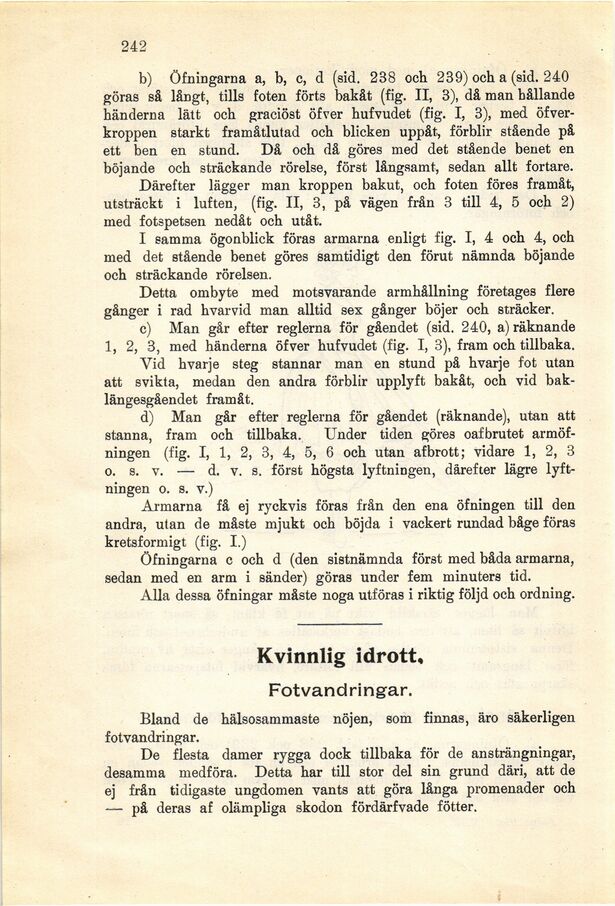 242
b) Öfningarna a, b, c, d (sid. 238 och 239) och a (sid. 240
göras så långt, tills foten förts bakåt (fig. II, 3), då man hållande
händerna lätt och graciöst öfver hufvudet (fig. I, 3), med öfver-
kroppen starkt framåtlutad och blicken uppåt, förblir stående på
ett ben en stund. Då och då göres med det stående benet en
böjande och sträckande rörelse, först långsamt, sedan allt fortare.
Därefter lägger man kroppen bakut, och foten föres framåt,
utsträckt i luften, (fig. II, 3, på vägen från 3 till 4, 5 och 2)
med fotspetsen nedåt och utåt.
I samma ögonblick föras armarna enligt fig. I, 4 och 4, och
med det stående benet göres samtidigt den förut nämnda böjande
och sträckande rörelsen.
Detta ombyte med motsvarande armhållning företages flere
gånger i rad hvarvid man alltid sex gånger böjer och sträcker.
c) Man går efter reglerna för gåendet (sid. 240, a) räknande
1, 2, 3, med händerna öfver hufvudet (fig. I, 3), fram och tillbaka.
Vid hvarje steg stannar man en stund på hvarje fot utan
att svikta, medan den andra förblir upplyft bakåt, och vid bak-
längesgåendet framåt.
d) Man går efter reglerna för gåendet (räknande), utan att
stanna, fram och tillbaka. Under tiden göres oafbrutet armöf-
ningen (fig. I, 1, 2, 3, 4, 5, 6 och utan afbrott; vidare 1, 2, 3
o. s. v. — d. v. s. först högsta lyftningen, därefter lägre lyft-
ningen o. s. v.)
Armarna få ej ryckvis föras från den ena öfningen till den
andra, utan de måste mjukt och böjda i vackert rundad båge föras
kretsformigt (fig. I.)
Öfningarna c och d (den sistnämnda först med båda armarna,
sedan med en arm i sänder) göras under fem minuters tid.
Alla dessa öfningar måste noga utföras i riktig följd och ordning.
Kvinnlig idrott.
Fotvandringar.
Bland de hälsosammaste nöjen, som finnas, äro säkerligen
fotvandringar.
De flesta damer rygga dock tillbaka för de ansträngningar,
desamma medföra. Detta har till stor del sin grund däri, att de
ej från tidigaste ungdomen vants att göra långa promenader och
— på deras af olämpliga skodon fördärfvade fötter.